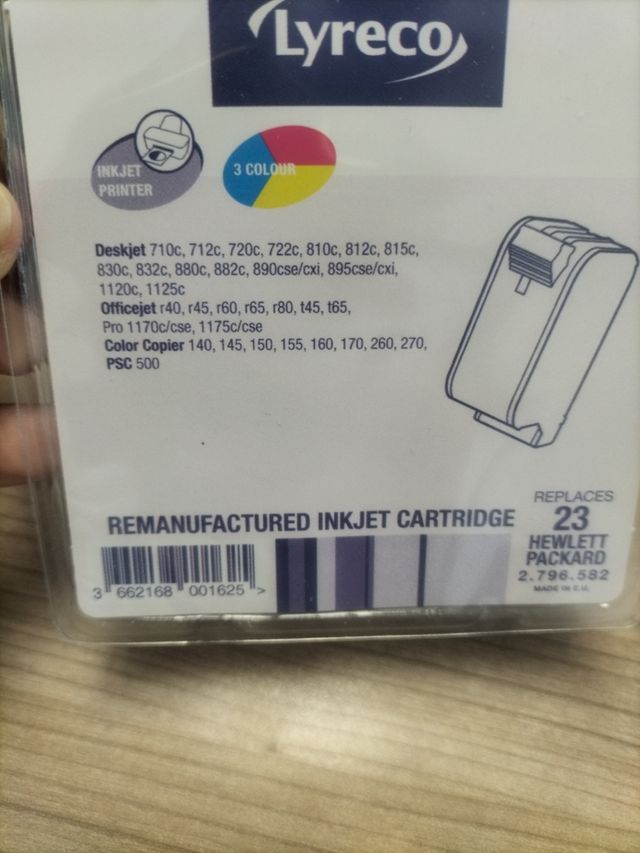 Lyreco
INKJET
PRINTER
3 COLOUR
Deskjet 710c, 712c, 720c, 722c, 810c, 812c, 815c,
830c, 832c, 880c, 882c, 890cse/cxi, 895cse/cxi,
1120c, 1125c
Officejet r40, r45, r60, r65, r80, t45, t65,
Pro 1170c/cse, 1175c/cse
Color Copier 140, 145, 150, 155, 160, 170, 260, 270,
PSC 500
REMANUFACTURED INKJET CARTRIDGE
3 662168 001625 >
REPLACES
23
HEWLETT
PACKARD
2.796.582
MADE IN E.U.